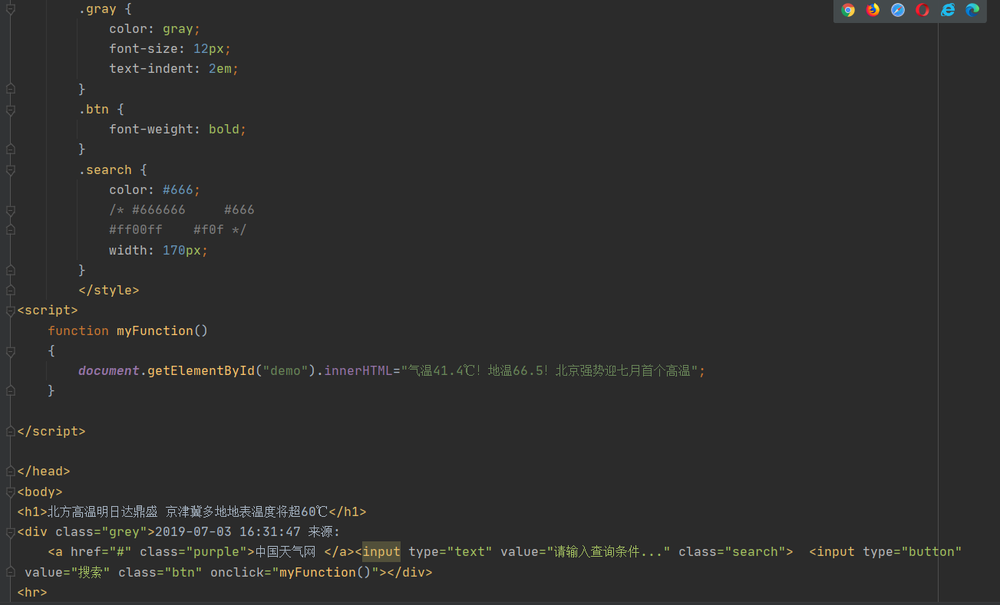 .gray {
color: gray;
font-size: 12px;
text-indent: 2em;
}
.btn {
font-weight: bold;
}
.search {
color: #666;
/* #666666     #666
#ff00ff    #f0f */
width: 170px;
}
</style>
<script>
function myFunction()
{
document.getElementById("demo").innerHTML="气温41.4℃！地温66.5！北京强势迎七月首个高温";
}
</script>
</head>
<body>
<h1>北方高温明日达鼎盛 京津冀多地地表温度将超60℃</h1>
<div class="grey">2019-07-03 16:31:47 来源：
<a href="#" class="purple">中国天气网 </a><input type="text" value="请输入查询条件..." class="search">  <input type="button"
value="搜索" class="btn" onclick="myFunction()"></div>
<hr>